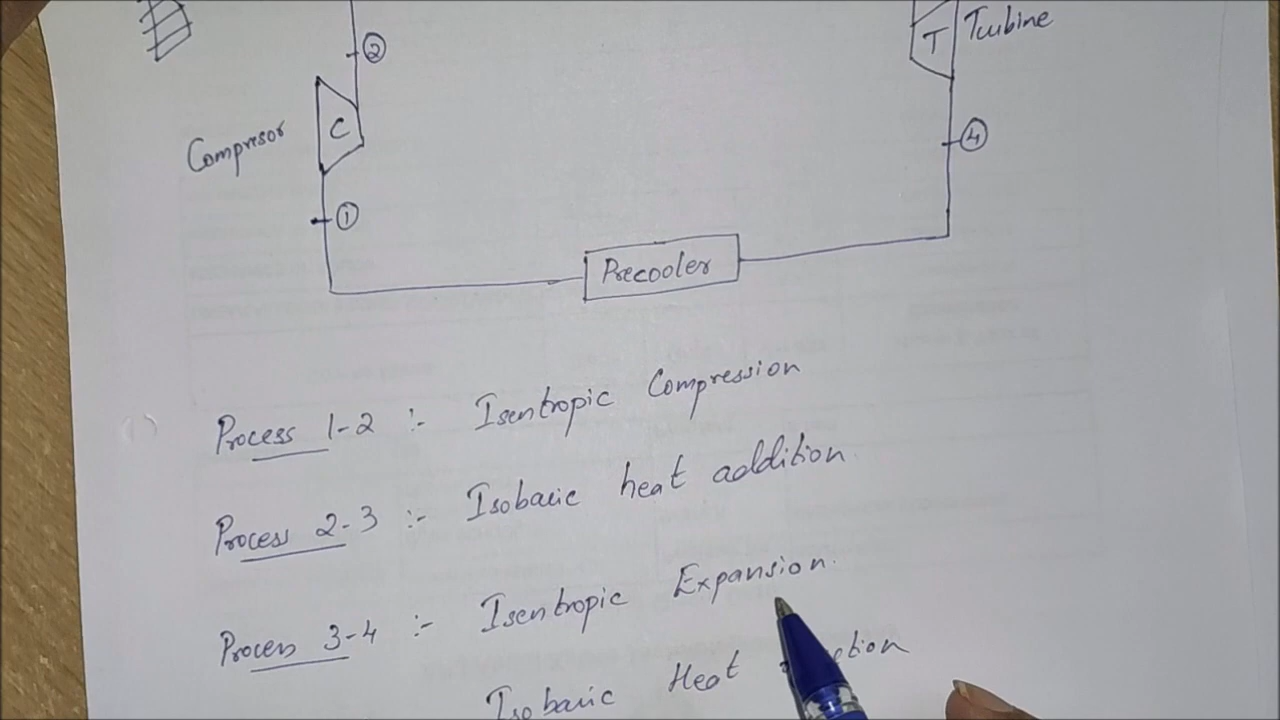 ②
T Turbine
Compresor C
④
①
Precooler
Process 1-2 :- Isentropic Compression
Process 2-3 :- Isobaric heat addition
Process 3-4 :- Isentropic Expansion.
Isobaric Heat